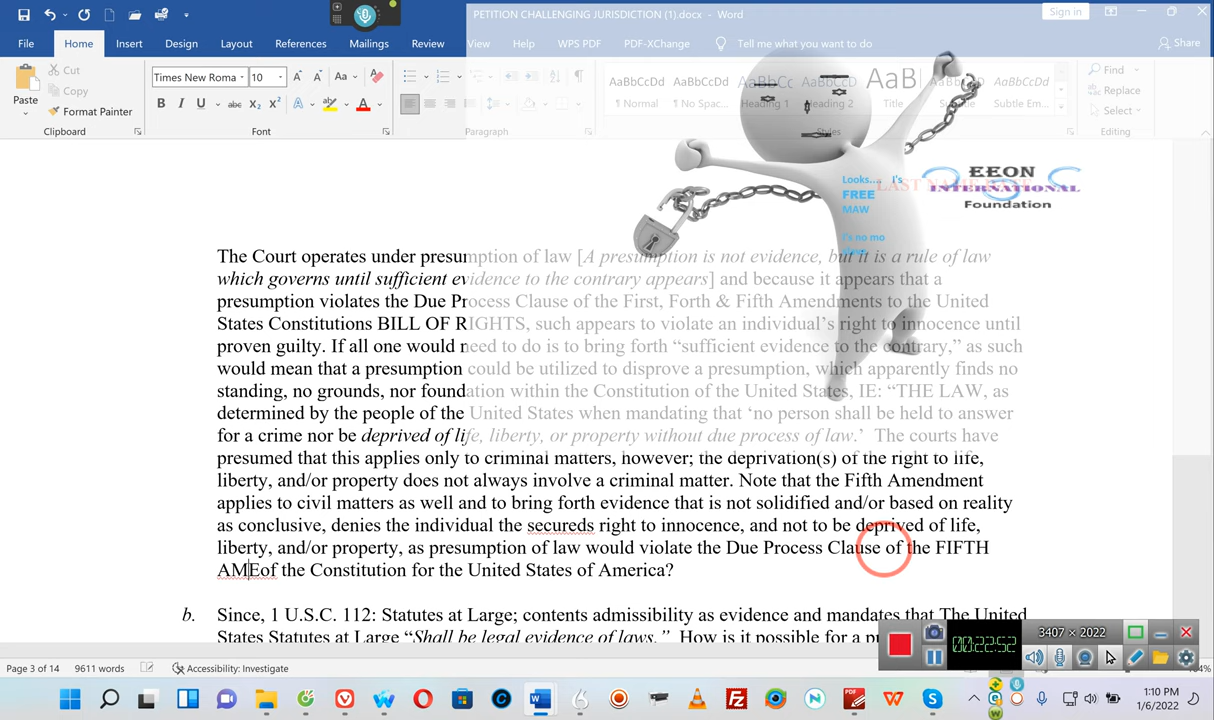 PETITION CHALLENGING JURISDICTION (1).docx - Word
Sign in
File Home Insert Design Layout References Mailings Review View Help WPS PDF PDF-XChange Tell me what you want to do Share
Paste
Cut
Copy
Format Painter
Times New Roma 10
AaBbCcDd AaBbCcDd AaBbCc AaBbCcD AaB AaBbCcD AaBbCcDd
¶ Normal ¶ No Spac... Heading 1 Heading 2 Title Subtitle Subtle Em...
Find
Replace
Select
Clipboard Font Paragraph Styles Editing
Looks.... I's
FREE
MAW
I's no mo
EEON
INTERNATIONAL
Foundation
The Court operates under presumption of law [A presumption is not evidence, but it is a rule of law
which governs until sufficient evidence to the contrary appears] and because it appears that a
presumption violates the Due Process Clause of the First, Forth & Fifth Amendments to the United
States Constitutions BILL OF RIGHTS, such appears to violate an individual's right to innocence until
proven guilty. If all one would need to do is to bring forth “sufficient evidence to the contrary,” as such
would mean that a presumption could be utilized to disprove a presumption, which apparently finds no
standing, no grounds, nor foundation within the Constitution of the United States, IE: “THE LAW, as
determined by the people of the United States when mandating that ‘no person shall be held to answer
for a crime nor be deprived of life, liberty, or property without due process of law.’ The courts have
presumed that this applies only to criminal matters, however; the deprivation(s) of the right to life,
liberty, and/or property does not always involve a criminal matter. Note that the Fifth Amendment
applies to civil matters as well and to bring forth evidence that is not solidified and/or based on reality
as conclusive, denies the individual the secureds right to innocence, and not to be deprived of life,
liberty, and/or property, as presumption of law would violate the Due Process Clause of the FIFTH
AMEof the Constitution for the United States of America?
b. Since, 1 U.S.C. 112: Statutes at Large; contents admissibility as evidence and mandates that The United
States Statutes at Large “Shall be legal evidence of laws.” How is it possible for a
00:22:52
3407 × 2022
Page 3 of 14 9611 words Accessibility: Investigate
1:10 PM
1/6/2022